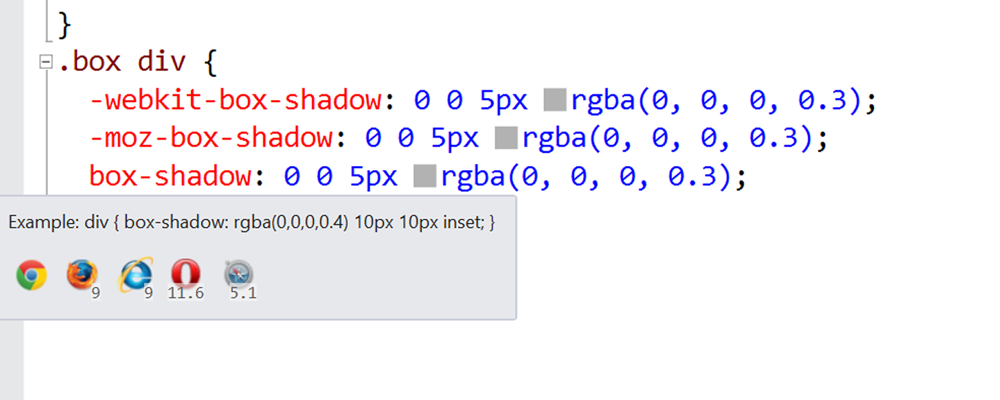 }
.box div {
-webkit-box-shadow: 0 0 5px rgba(0, 0, 0, 0.3);
-moz-box-shadow: 0 0 5px rgba(0, 0, 0, 0.3);
box-shadow: 0 0 5px rgba(0, 0, 0, 0.3);
Example: div { box-shadow: rgba(0,0,0,0.4) 10px 10px inset; }
9 9 11.6 5.1